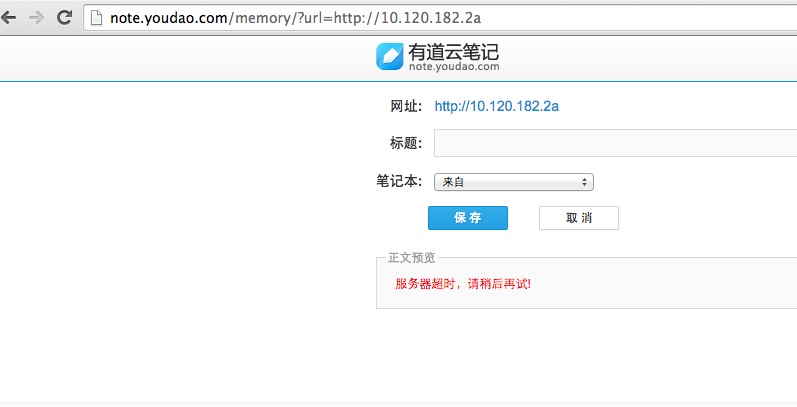 note.youdao.com/memory/?url=http://10.120.182.2a
有道云笔记
note.youdao.com
网址: http://10.120.182.2a
标题:
笔记本: 来自
保存 取消
正文预览
服务器超时，请稍后再试!